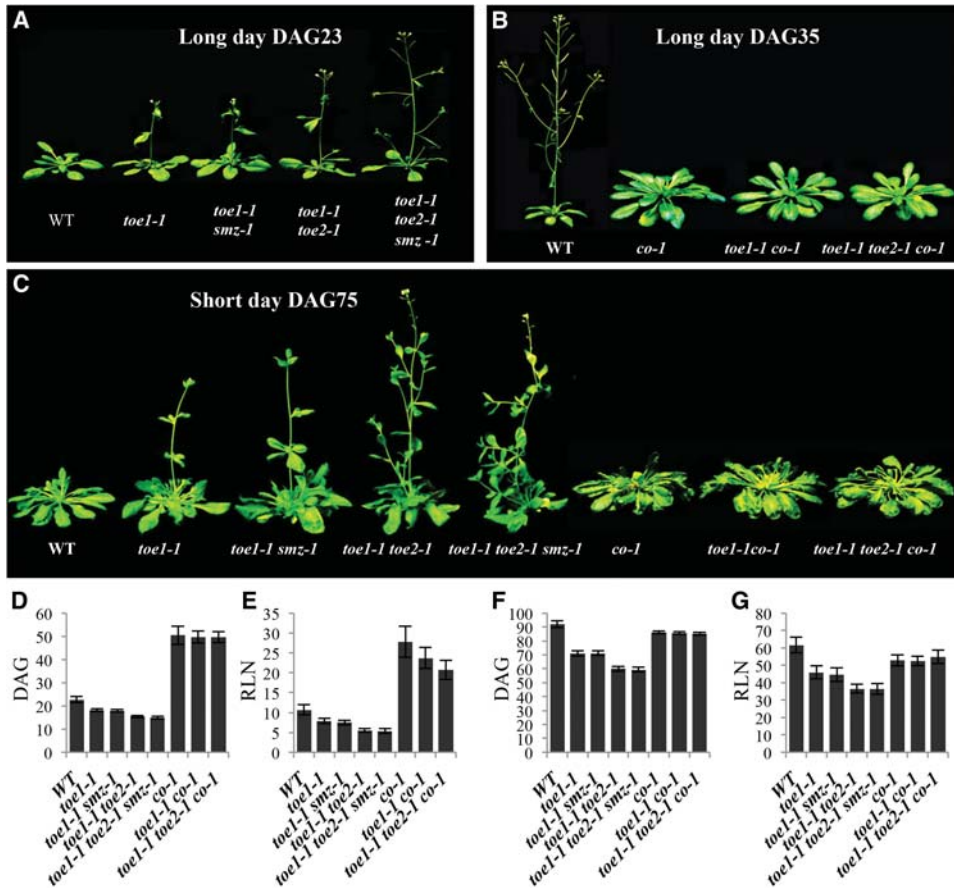 A
Long day DAG23
WT
toe1-1
toe1-1
smz-1
toe1-1
toe2-1
toe1-1
toe2-1
smz -1
B
Long day DAG35
WT
co-1
toe1-1 co-1
toe1-1 toe2-1 co-1
C
Short day DAG75
WT
toe1-1
toe1-1 smz-1
toe1-1 toe2-1
toe1-1 toe2-1 smz-1
co-1
toe1-1co-1
toe1-1 toe2-1 co-1
D
DAG
60
50
40
30
20
10
0
WT
toe1-1
toe1-1 smz-1
toe1-1 toe2-1
toe1-1 toe2-1 smz-1
co-1
toe1-1 co-1
toe1-1 toe2-1 co-1
E
RLN
35
30
25
20
15
10
5
0
WT
toe1-1
toe1-1 smz-1
toe1-1 toe2-1
toe1-1 toe2-1 smz-1
co-1
toe1-1 co-1
toe1-1 toe2-1 co-1
F
DAG
100
90
80
70
60
50
40
30
20
10
0
WT
toe1-1
toe1-1 smz-1
toe1-1 toe2-1
toe1-1 toe2-1 smz-1
co-1
toe1-1 co-1
toe1-1 toe2-1 co-1
G
RLN
80
70
60
50
40
30
20
10
0
WT
toe1-1
toe1-1 smz-1
toe1-1 toe2-1
toe1-1 toe2-1 smz-1
co-1
toe1-1 co-1
toe1-1 toe2-1 co-1